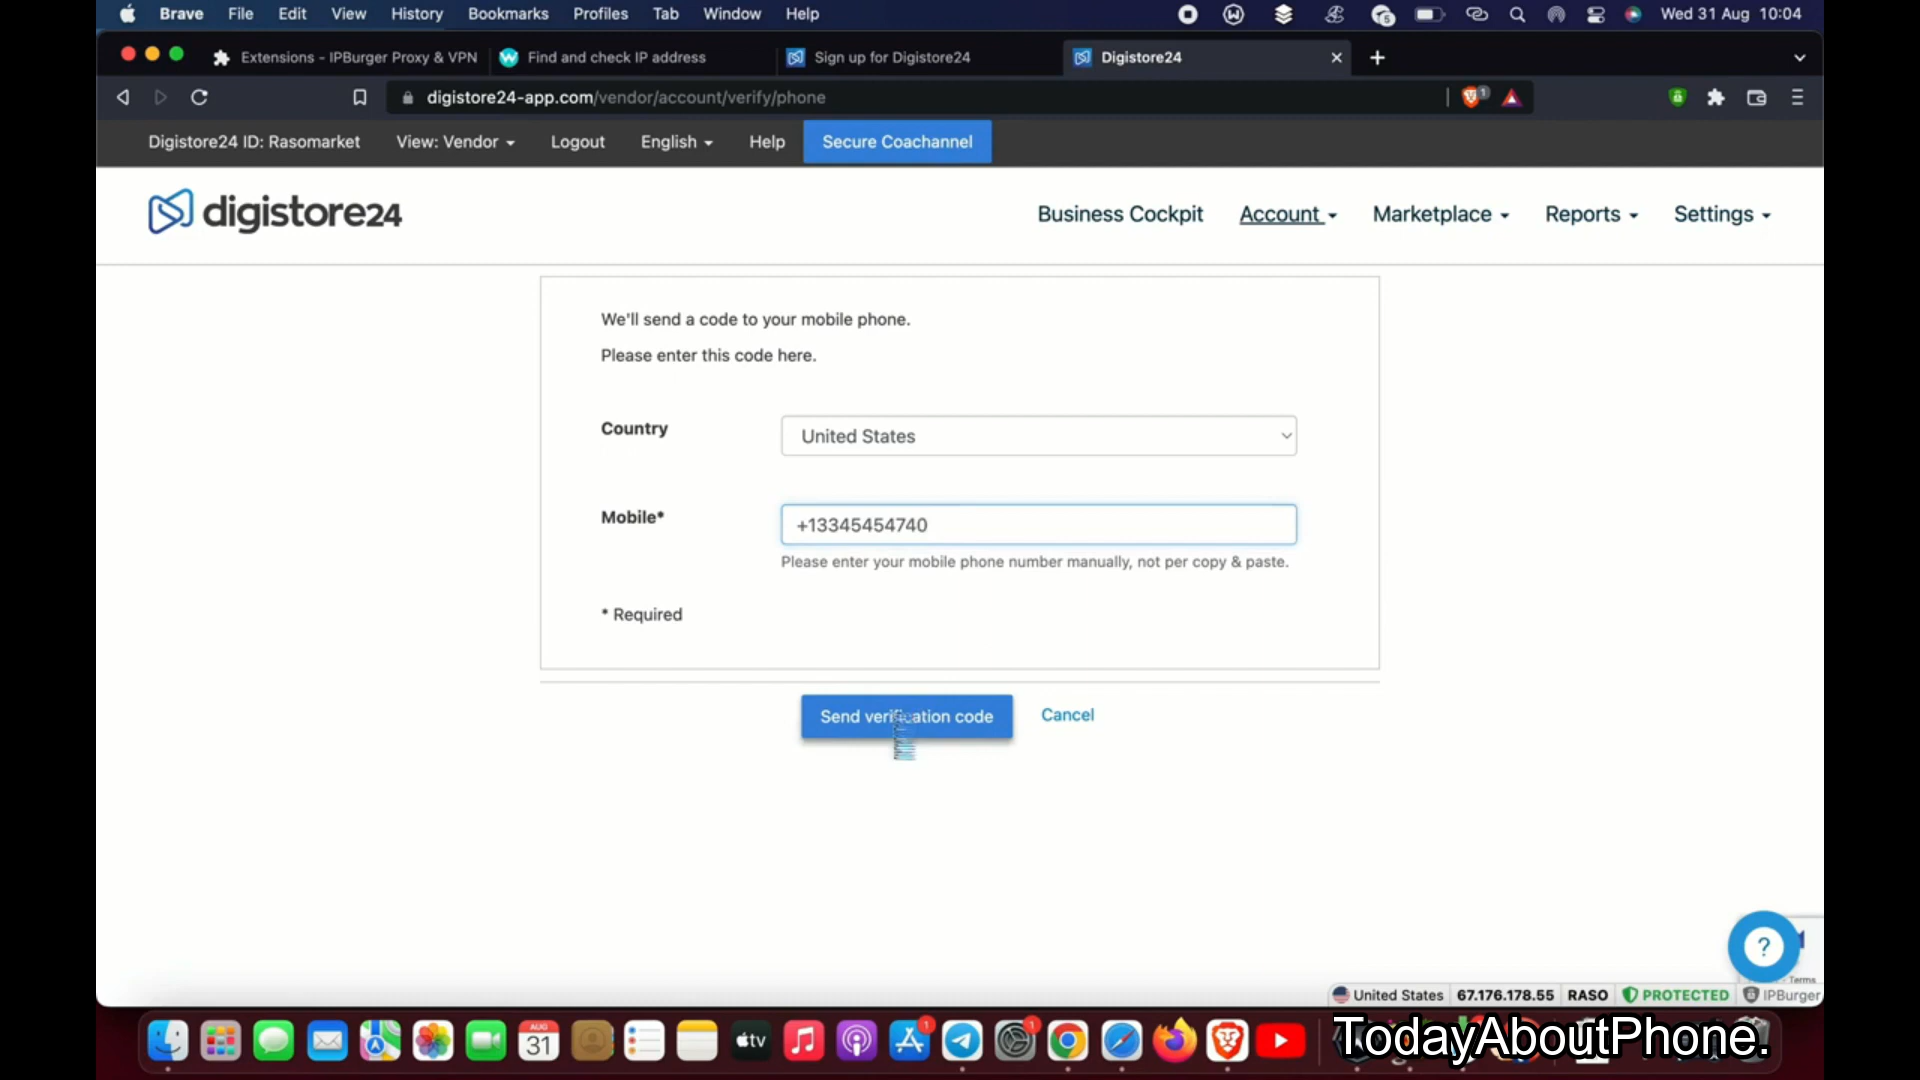 Brave File Edit View History Bookmarks Profiles Tab Window Help Wed 31 Aug 10:04
Extensions - IPBurger Proxy & VPN Find and check IP address Sign up for Digistore24 Digistore24
digistore24-app.com/vendor/account/verify/phone
Digistore24 ID: Rasomarket View: Vendor Logout English Help Secure Coachannel
digistore24 Business Cockpit Account Marketplace Reports Settings
We'll send a code to your mobile phone.
Please enter this code here.
Country United States
Mobile* +13345454740
Please enter your mobile phone number manually, not per copy & paste.
* Required
Send verification code Cancel
?
Terms
United States 67.176.178.55 RASO PROTECTED IPBurger
AUG
31
tv
TodayAboutPhone.